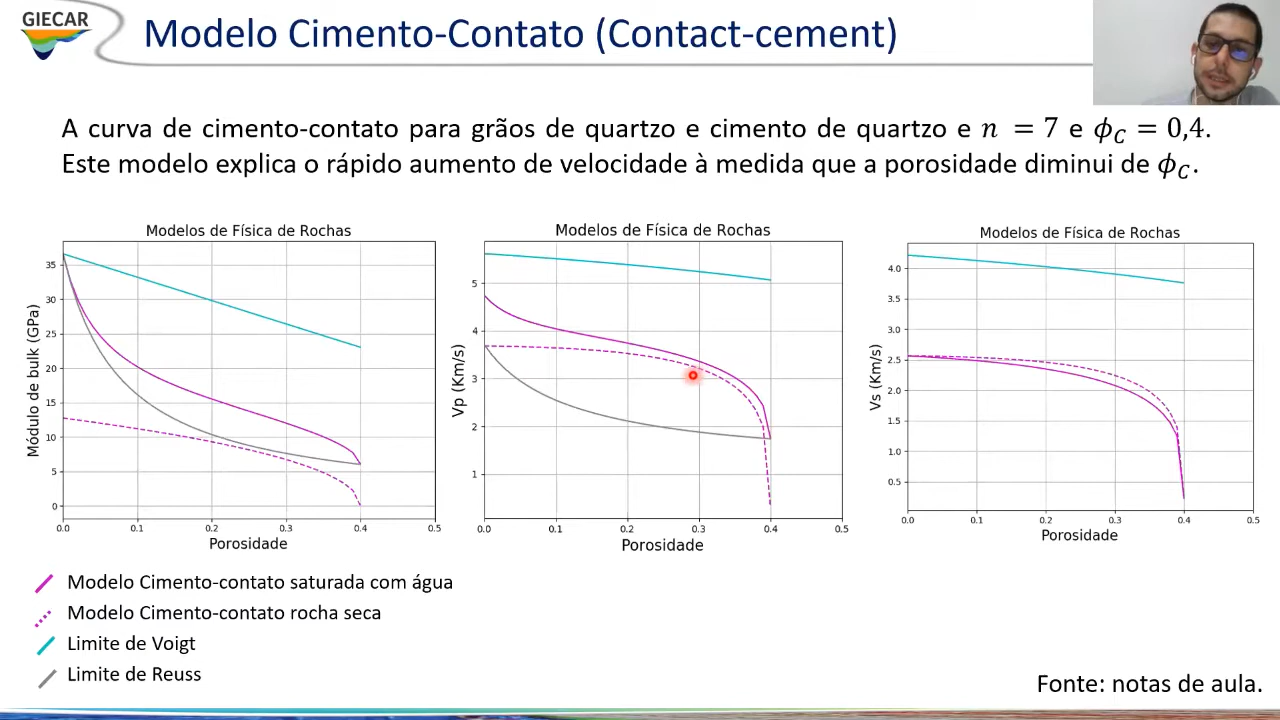 GIECAR
Modelo Cimento-Contato (Contact-cement)
A curva de cimento-contato para grãos de quartzo e cimento de quartzo e n = 7 e ϕC = 0,4.
Este modelo explica o rápido aumento de velocidade à medida que a porosidade diminui de ϕC.
Modelos de Física de Rochas
Módulo de bulk (GPa)
35
30
25
20
15
10
5
0
0.0 0.1 0.2 0.3 0.4 0.5
Porosidade
Modelos de Física de Rochas
Vp (Km/s)
5
4
3
2
1
0.0 0.1 0.2 0.3 0.4 0.5
Porosidade
Modelos de Física de Rochas
Vs (Km/s)
4.0
3.5
3.0
2.5
2.0
1.5
1.0
0.5
0.0 0.1 0.2 0.3 0.4 0.5
Porosidade
Modelo Cimento-contato saturada com água
Modelo Cimento-contato rocha seca
Limite de Voigt
Limite de Reuss
Fonte: notas de aula.